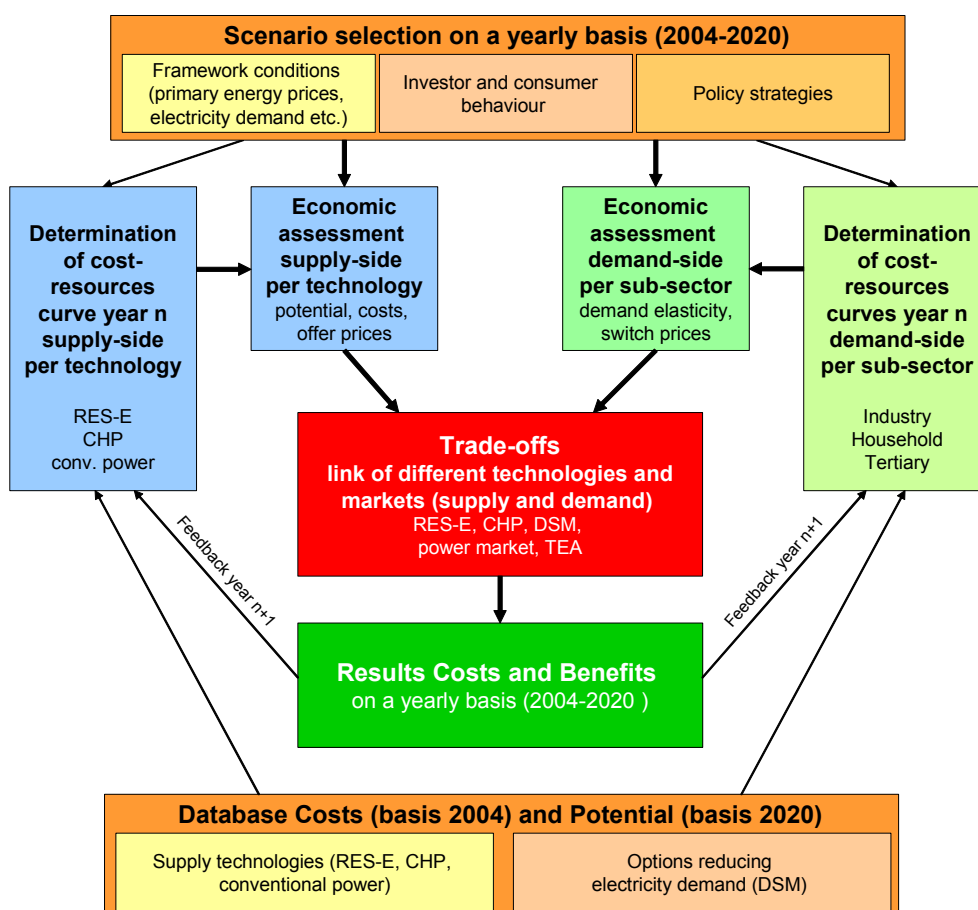 Scenario selection on a yearly basis (2004-2020)
Framework conditions
(primary energy prices,
electricity demand etc.)
Investor and consumer
behaviour
Policy strategies
Determination
of cost-
resources
curve year n
supply-side
per technology
RES-E
CHP
conv. power
Economic
assessment
supply-side
per technology
potential, costs,
offer prices
Economic
assessment
demand-side
per sub-sector
demand elasticity,
switch prices
Determination
of cost-
resources
curves year n
demand-side
per sub-sector
Industry
Household
Tertiary
Trade-offs
link of different technologies and
markets (supply and demand)
RES-E, CHP, DSM,
power market, TEA
Feedback year n+1
Feedback year n+1
Results Costs and Benefits
on a yearly basis (2004-2020 )
Database Costs (basis 2004) and Potential (basis 2020)
Supply technologies (RES-E, CHP,
conventional power)
Options reducing
electricity demand (DSM)